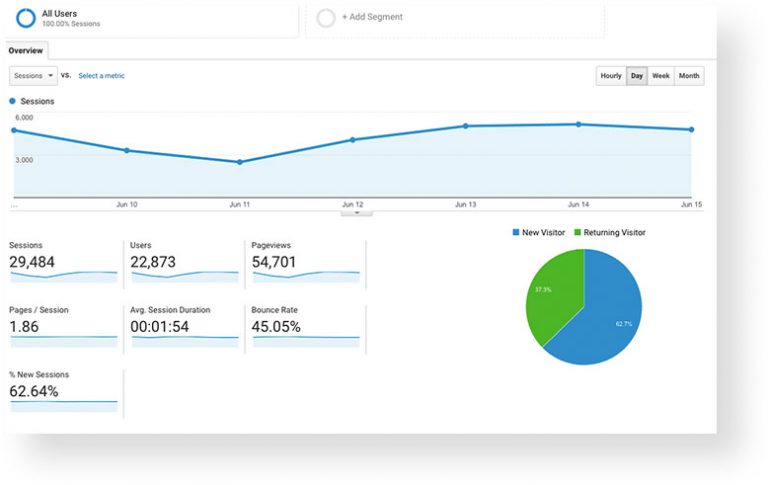 All Users
100.00% Sessions
+ Add Segment
Overview
Sessions vs. Select a metric
Hourly Day Week Month
Sessions
6,000
3,000
... Jun 10 Jun 11 Jun 12 Jun 13 Jun 14 Jun 15
New Visitor Returning Visitor
Sessions Users Pageviews
29,484 22,873 54,701
37.3%
62.7%
Pages / Session Avg. Session Duration Bounce Rate
1.86 00:01:54 45.05%
% New Sessions
62.64%